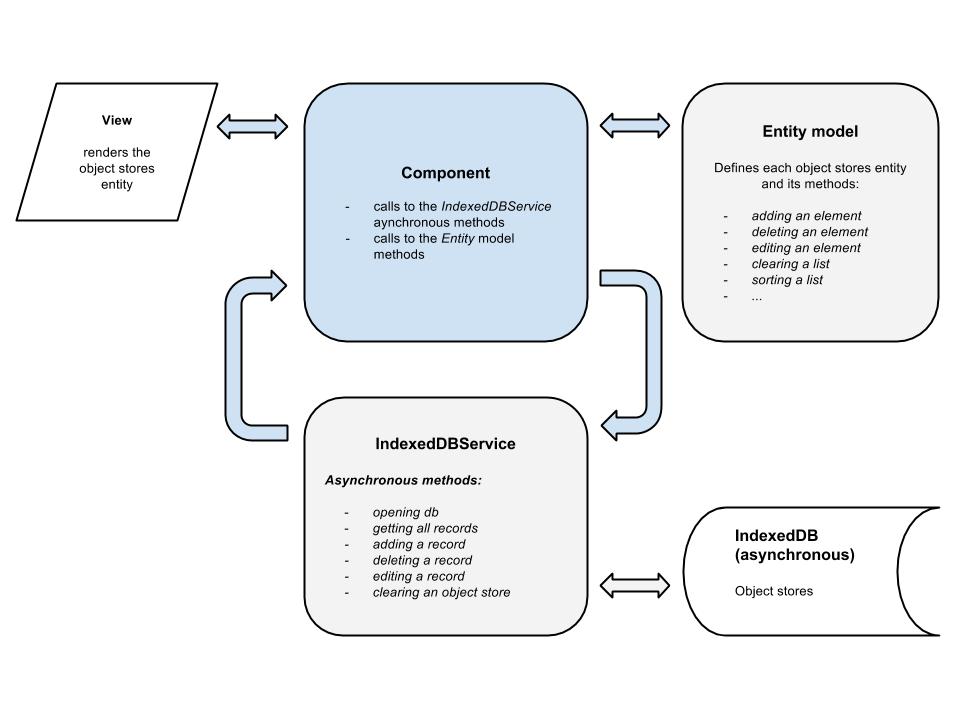 View
renders the
object stores
entity
Component
- calls to the IndexedDBService
aynchronous methods
- calls to the Entity model
methods
Entity model
Defines each object stores entity
and its methods:
- adding an element
- deleting an element
- editing an element
- clearing a list
- sorting a list
- ...
IndexedDBService
Asynchronous methods:
- opening db
- getting all records
- adding a record
- deleting a record
- editing a record
- clearing an object store
IndexedDB
(asynchronous)
Object stores